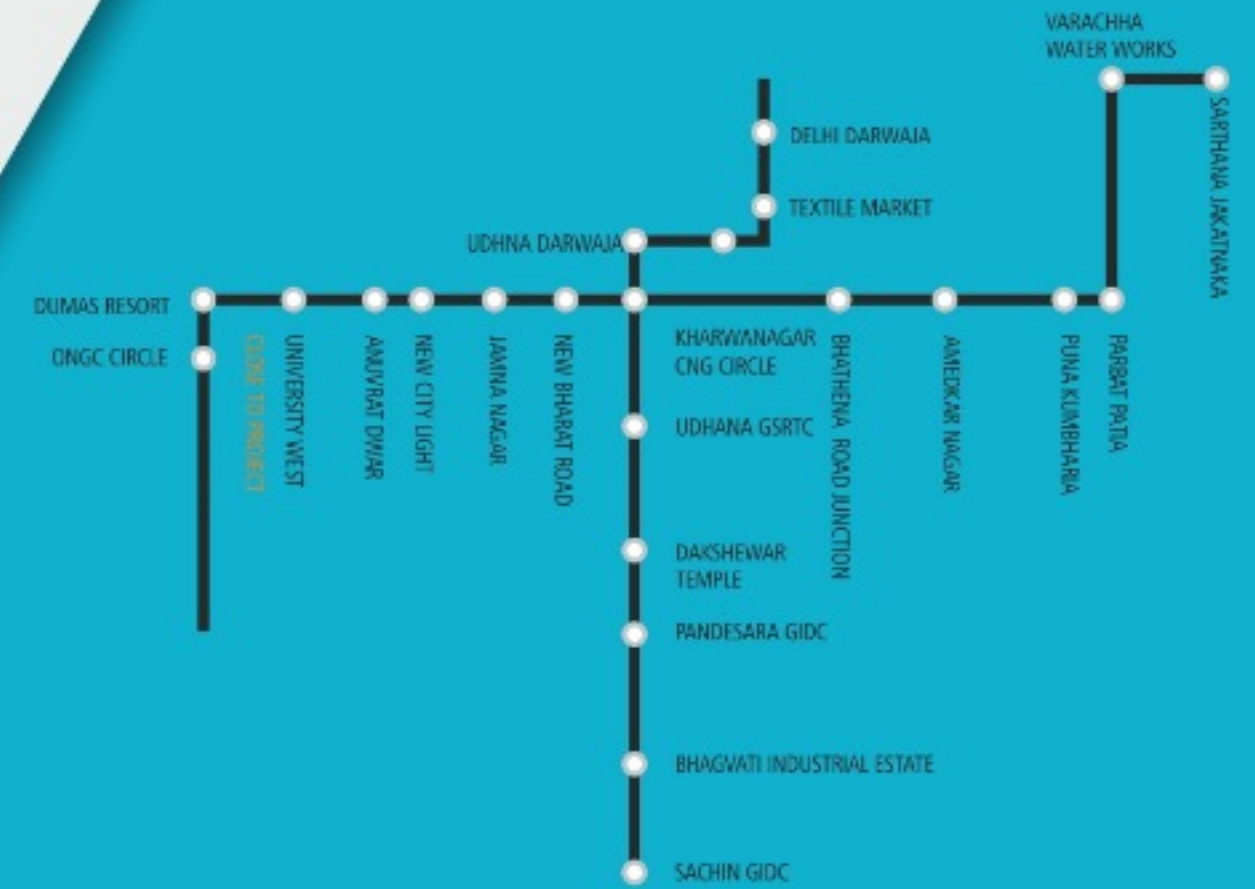 VARACHHA
WATER WORKS
SARTHANA JAKATNAKA
DELHI DARWAJA
TEXTILE MARKET
UDHNA DARWAJA
DUMAS RESORT
ONGC CIRCLE
CLOSE TO PROJECT
UNIVERSITY WEST
ANUVRAT DWAR
NEW CITY LIGHT
JAMNA NAGAR
NEW BHARAT ROAD
KHARWANAGAR
CNG CIRCLE
BHATHENA ROAD JUNCTION
AMEDKAR NAGAR
PUNA KUMBHARIA
PARBAT PATIA
UDHANA GSRTC
DAKSHEWAR
TEMPLE
PANDESARA GIDC
BHAGVATI INDUSTRIAL ESTATE
SACHIN GIDC